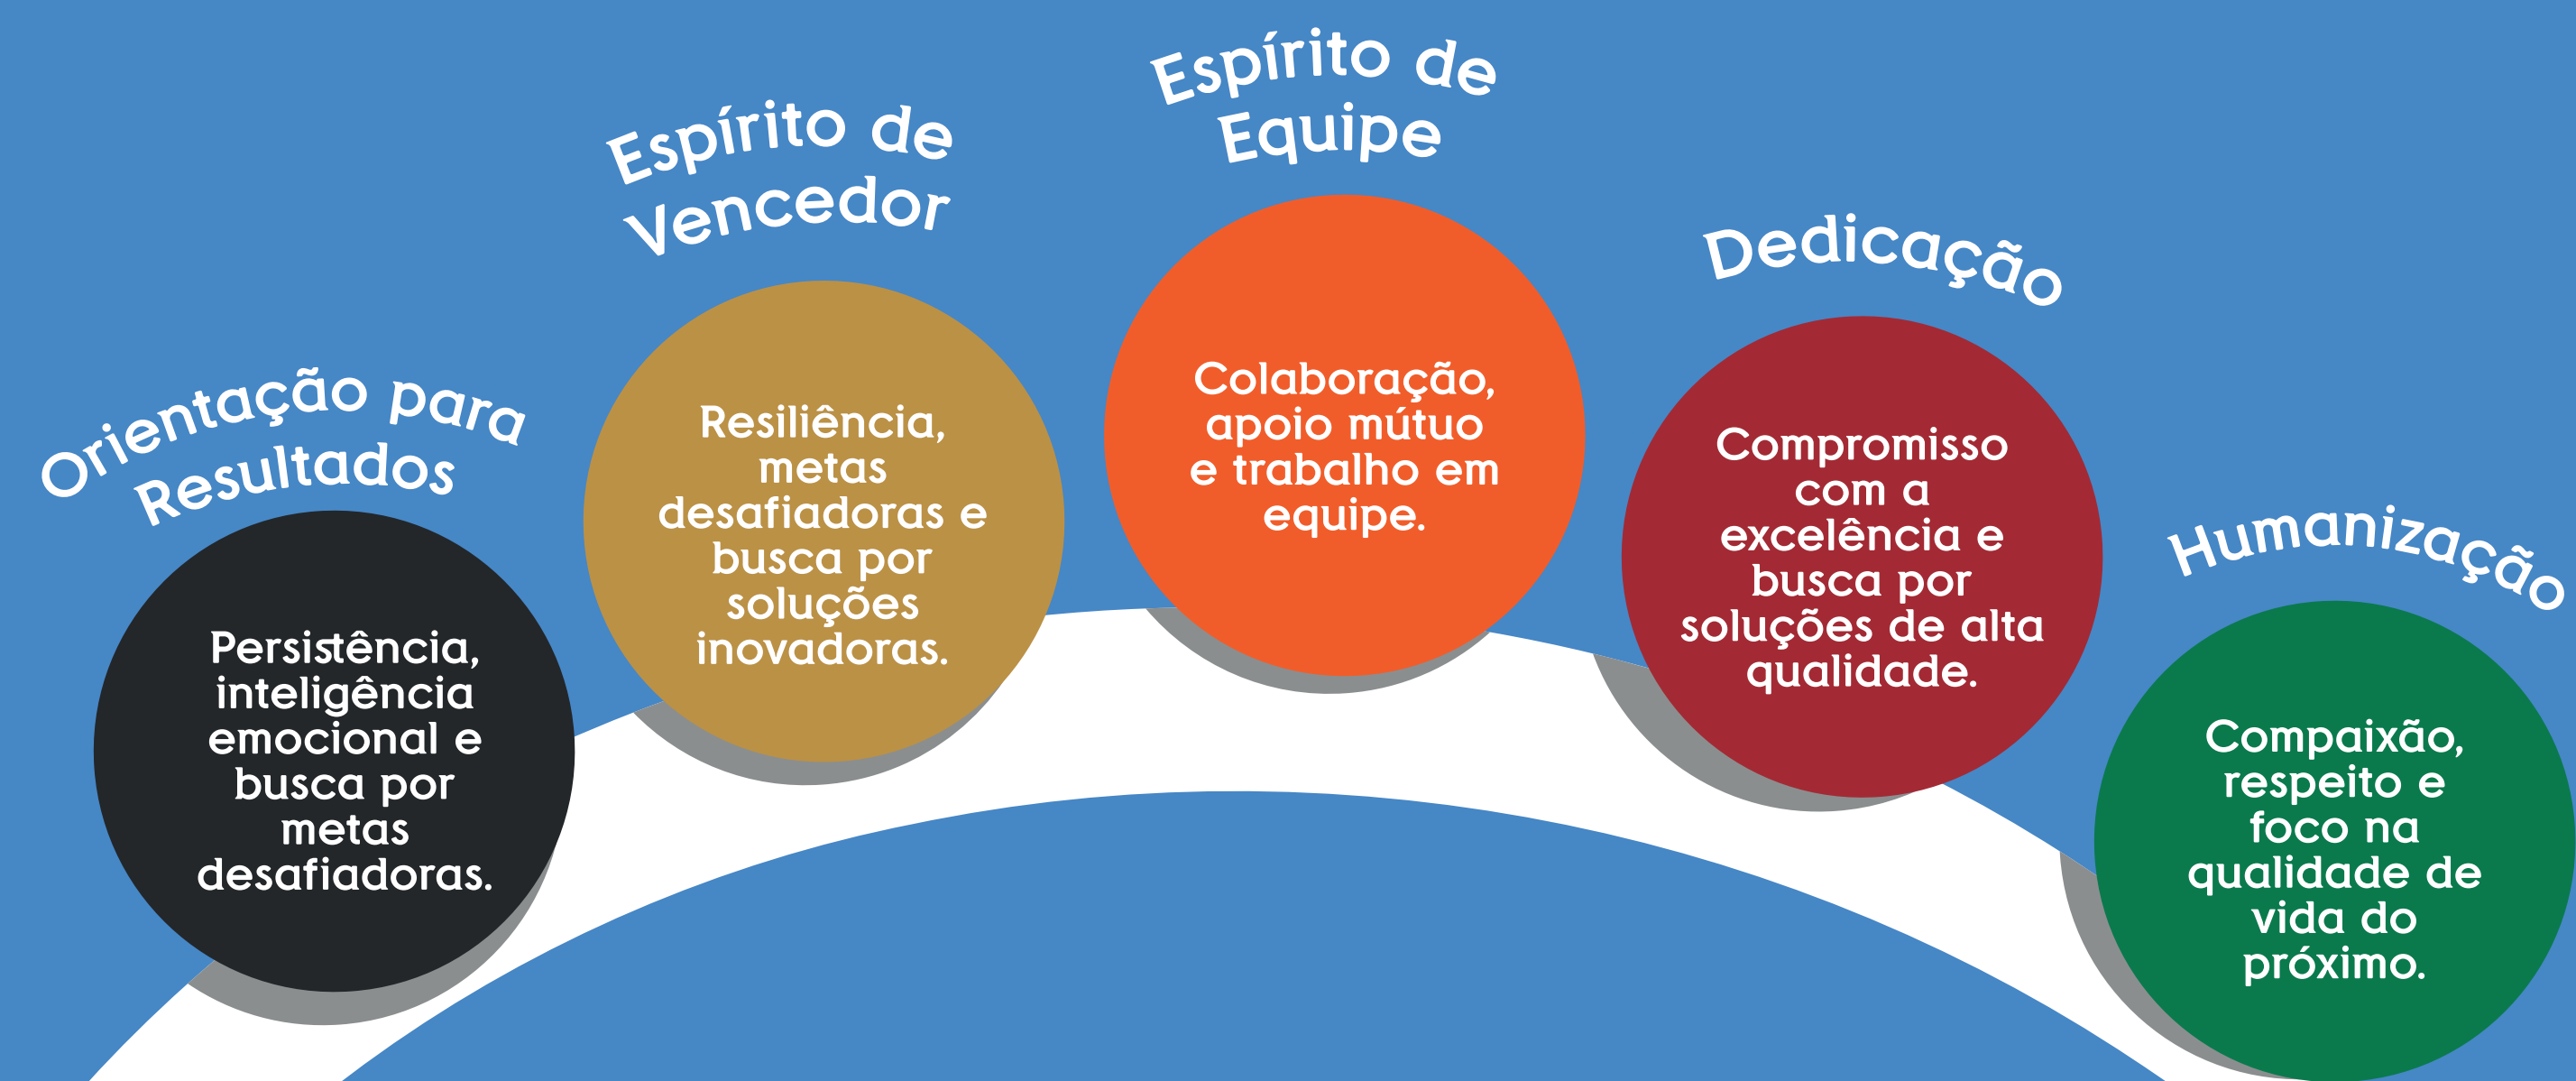 Orientação para
Resultados
Persistência,
inteligência
emocional e
busca por
metas
desafiadoras.
Espírito de
Vencedor
Resiliência,
metas
desafiadoras e
busca por
soluções
inovadoras.
Espírito de
Equipe
Colaboração,
apoio mútuo
e trabalho em
equipe.
Dedicação
Compromisso
com a
excelência e
busca por
soluções de alta
qualidade.
Humanização
Compaixão,
respeito e
foco na
qualidade de
vida do
próximo.